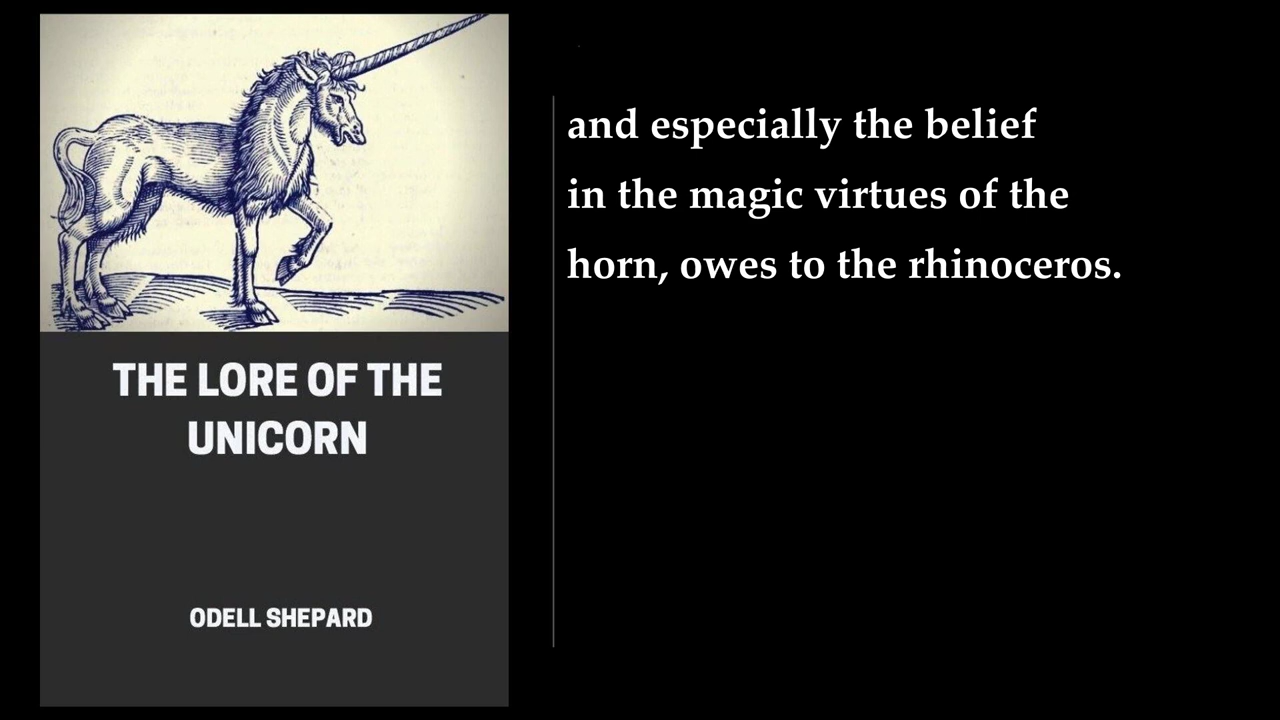 THE LORE OF THE
UNICORN
ODELL SHEPARD
and especially the belief
in the magic virtues of the
horn, owes to the rhinoceros.